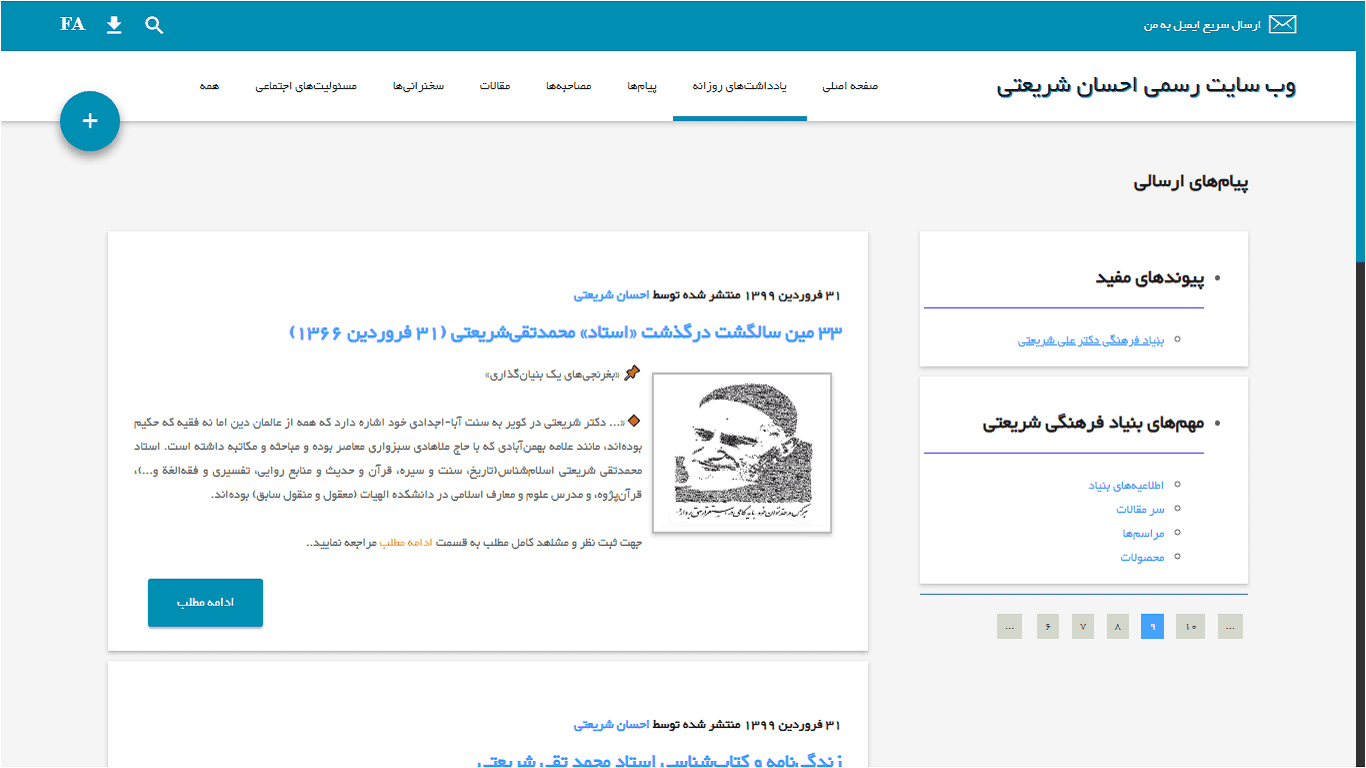 ارسال سریع ایمیل به من
FA
وب سایت رسمی احسان شریعتی
صفحه اصلی
یادداشت‌های روزانه
پیام‌ها
مصاحبه‌ها
مقالات
سخنرانی‌ها
مسئولیت‌های اجتماعی
همه
+
پیام‌های ارسالی
پیوندهای مفید
بنیاد فرهنگی دکتر علی شریعتی
مهم‌های بنیاد فرهنگی شریعتی
اطلاعیه‌های بنیاد
سر مقالات
مراسم‌ها
محصولات
... ۱۰ ۹ ۸ ۷ ۶ ...
۳۱ فروردین ۱۳۹۹ منتشر شده توسط احسان شریعتی
۳۳ مین سالگشت درگذشت «استاد» محمدتقی‌شریعتی (۳۱ فروردین ۱۳۶۶)
«بغرنجی‌های یک بنیان‌گذاری»
«... دکتر شریعتی در کویر به سنت آبا-اجدادی خود اشاره دارد که همه از عالمان دین اما نه فقیه که حکیم
بوده‌اند، مانند علامه بهمن‌آبادی که با حاج ملاهادی سبزواری معاصر بوده و مباحثه و مکاتبه داشته است. استاد
محمدتقی شریعتی اسلام‌شناس(تاریخ، سنت و سیره، قرآن و حدیث و منابع روایی، تفسیری و فقه‌الغة و...)،
قرآن‌پژوه، و مدرس علوم و معارف اسلامی در دانشکده الهیات (معقول و منقول سابق) بوده‌اند.
جهت ثبت نظر و مشاهد کامل مطلب به قسمت ادامه مطلب مراجعه نمایید..
ادامه مطلب
۳۱ فروردین ۱۳۹۹ منتشر شده توسط احسان شریعتی
زندگی‌نامه و کتاب‌شناسی استاد محمد تقی شریعتی